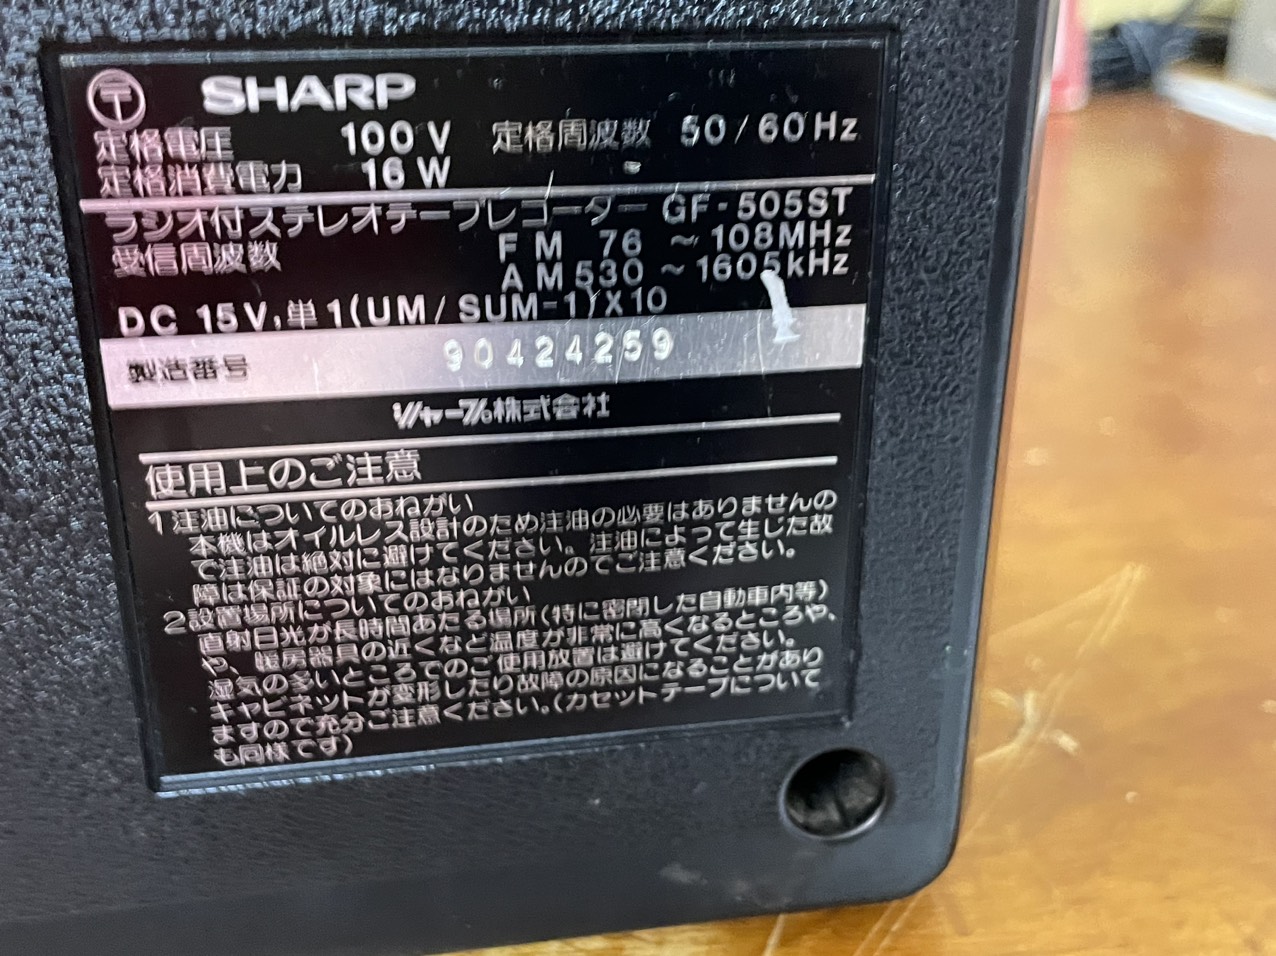 〒 SHARP
定格電圧 100V 定格周波数 50/60Hz
定格消費電力 16W
ラジオ付ステレオテープレコーダー GF-505ST
受信周波数 FM 76～108MHz
AM 530～1605kHz
DC 15V,単1(UM/SUM-1)X10
製造番号 90424259
シャープ株式会社
使用上のご注意
1 注油についてのおねがい
本機はオイルレス設計のため注油の必要はありませんの
で注油は絶対に避けてください。注油によって生じた故
障は保証の対象にはなりませんのでご注意ください。
2 設置場所についてのおねがい
直射日光が長時間あたる場所(特に密閉した自動車内等)
や、暖房器具の近くなど温度が非常に高くなるところや、
湿気の多いところでのご使用放置は避けてください。
キャビネットが変形したり故障の原因になることがあり
ますので充分ご注意ください。(カセットテープについて
も同様です)